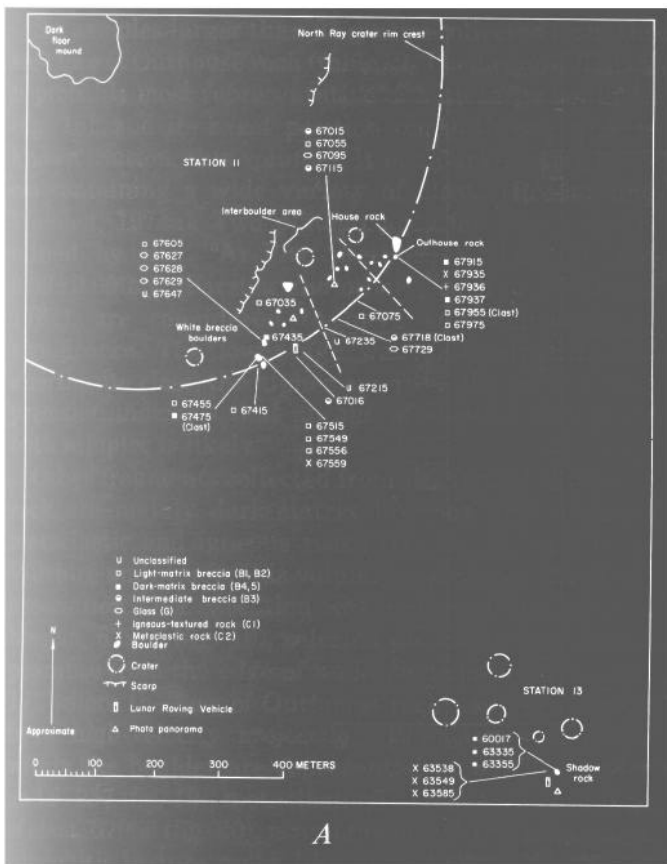 Dark
floor
mound
North Ray crater rim crest
STATION 11
67015
67055
67095
67115
Interboulder area
House rock
Outhouse rock
67605
67627
67628
67629
67647
67915
X 67935
+ 67936
67937
67955 (Clast)
67975
67035
67075
White breccia
boulders
67435
U 67235
67718 (Clast)
67729
67215
67016
67455
67475
(Clast)
67415
67515
67549
67556
X 67559
U Unclassified
Light-matrix breccia (B1, B2)
Dark-matrix breccia (B4,5)
Intermediate breccia (B3)
Glass (G)
+ Igneous-textured rock (C1)
X Metaclastic rock (C2)
Boulder
Crater
Scarp
Lunar Roving Vehicle
Photo panorama
N
Approximate
0 100 200 300 400 METERS
STATION 13
60017
63335
63355
Shadow
rock
X 63538
X 63549
X 63585
A